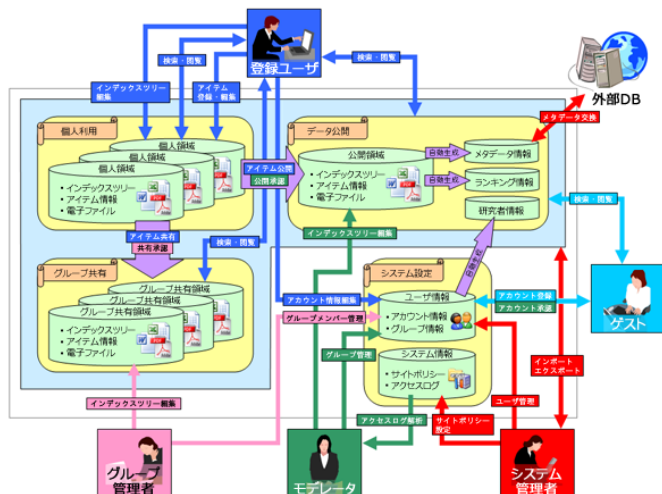 登録ユーザ
検索・閲覧
インデックスツリー
編集
アイテム
登録・編集
外部DB
メタデータ交換
個人利用
個人領域
個人領域
個人領域
・インデックスツリー
・アイテム情報
・電子ファイル
アイテム公開
公開承認
データ公開
公開領域
・インデックスツリー
・アイテム情報
・電子ファイル
自動生成
メタデータ情報
自動生成
ランキング情報
研究者情報
検索・閲覧
アイテム共有
共有承認
検索・閲覧
インデックスツリー編集
自動生成
グループ共有
グループ共有領域
グループ共有領域
グループ共有領域
・インデックスツリー
・アイテム情報
・電子ファイル
システム設定
ユーザ情報
・アカウント情報
・グループ情報
アカウント情報編集
グループメンバー管理
グループ管理
アカウント登録
アカウント承認
ゲスト
システム情報
・サイトポリシー
・アクセスログ
インポート
エクスポート
インデックスツリー編集
アクセスログ解析
サイトポリシー
設定
ユーザ管理
グループ
管理者
モデレータ
システム
管理者